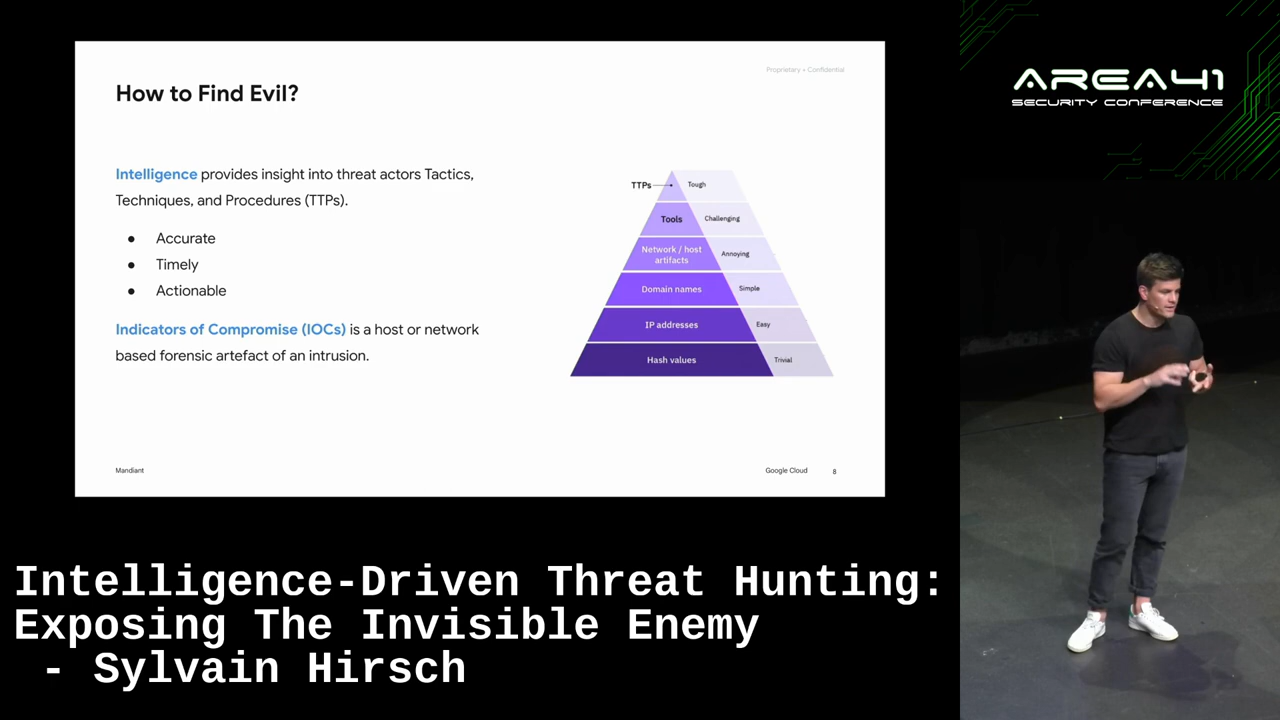 Proprietary + Confidential
How to Find Evil?
Intelligence provides insight into threat actors Tactics,
Techniques, and Procedures (TTPs).
● Accurate
● Timely
● Actionable
Indicators of Compromise (IOCs) is a host or network
based forensic artefact of an intrusion.
TTPs
Tough
Tools
Challenging
Network / host
artifacts
Annoying
Domain names
Simple
IP addresses
Easy
Hash values
Trivial
Mandiant
Google Cloud
8
AREA41
SECURITY CONFERENCE
Intelligence-Driven Threat Hunting:
Exposing The Invisible Enemy
- Sylvain Hirsch